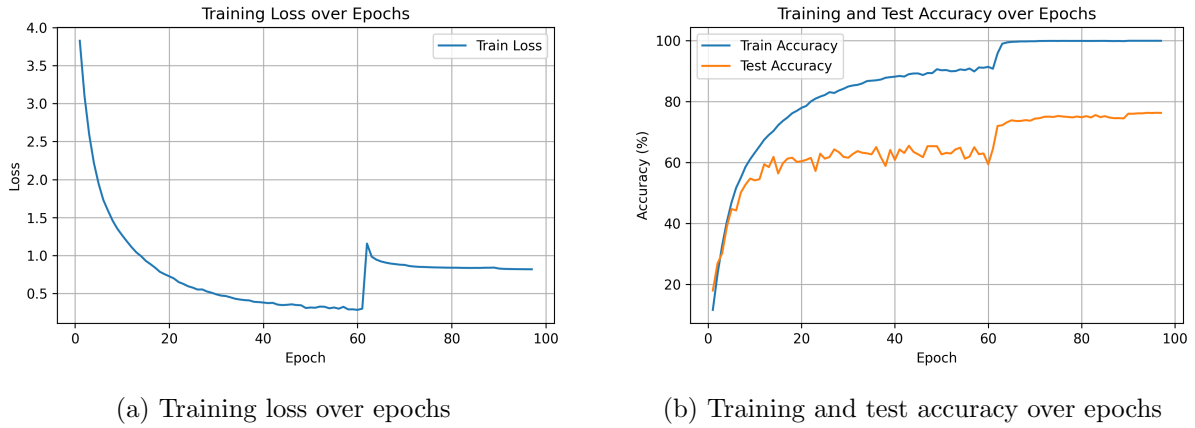 Training Loss over Epochs
4.0
3.5
3.0
2.5
2.0
1.5
1.0
0.5
Loss
Train Loss
0
20
40
60
80
100
Epoch
(a) Training loss over epochs
Training and Test Accuracy over Epochs
100
80
60
40
20
Accuracy (%)
Train Accuracy
Test Accuracy
0
20
40
60
80
100
Epoch
(b) Training and test accuracy over epochs